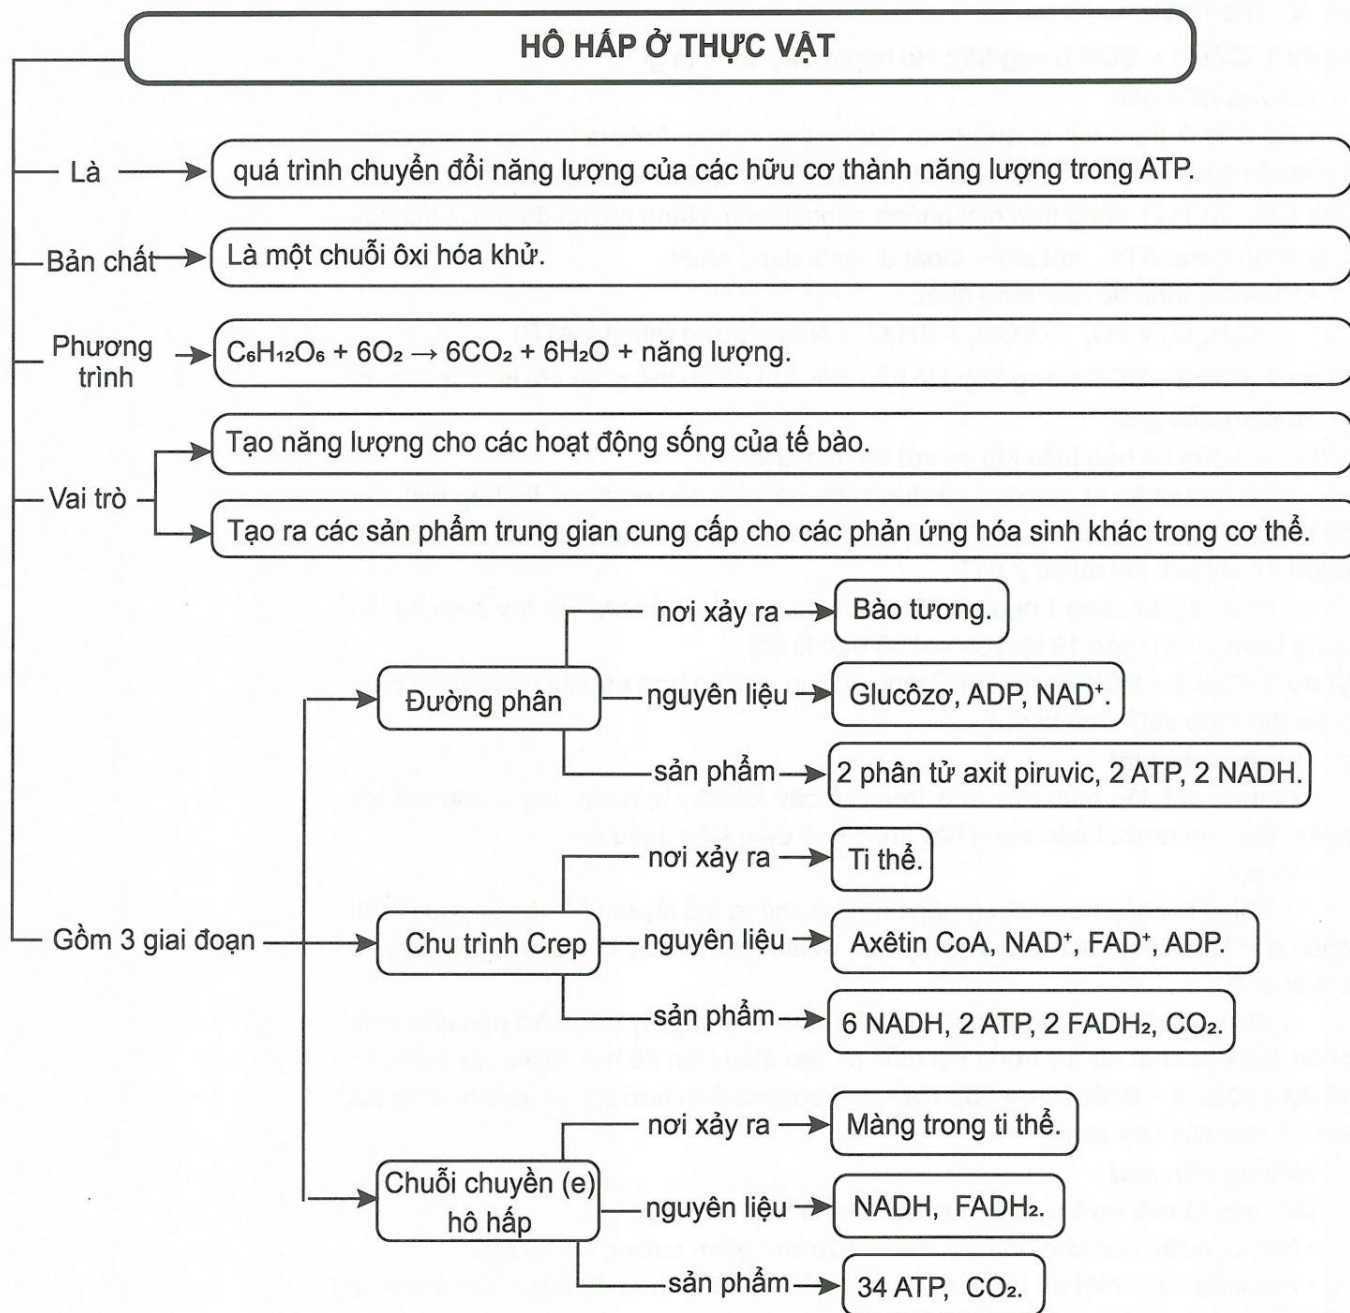 HÔ HẤP Ở THỰC VẬT
Là
quá trình chuyển đổi năng lượng của các hữu cơ thành năng lượng trong ATP.
Bản chất
Là một chuỗi ôxi hóa khử.
Phương
trình
C₆H₁₂O₆ + 6O₂ → 6CO₂ + 6H₂O + năng lượng.
Vai trò
Tạo năng lượng cho các hoạt động sống của tế bào.
Tạo ra các sản phẩm trung gian cung cấp cho các phản ứng hóa sinh khác trong cơ thể.
Gồm 3 giai đoạn
Đường phân
nơi xảy ra
Bào tương.
nguyên liệu
Glucôzơ, ADP, NAD⁺.
sản phẩm
2 phân tử axit piruvic, 2 ATP, 2 NADH.
Chu trình Crep
nơi xảy ra
Ti thể.
nguyên liệu
Axêtin CoA, NAD⁺, FAD⁺, ADP.
sản phẩm
6 NADH, 2 ATP, 2 FADH₂, CO₂.
Chuỗi chuyền (e)
hô hấp
nơi xảy ra
Màng trong ti thể.
nguyên liệu
NADH, FADH₂.
sản phẩm
34 ATP, CO₂.